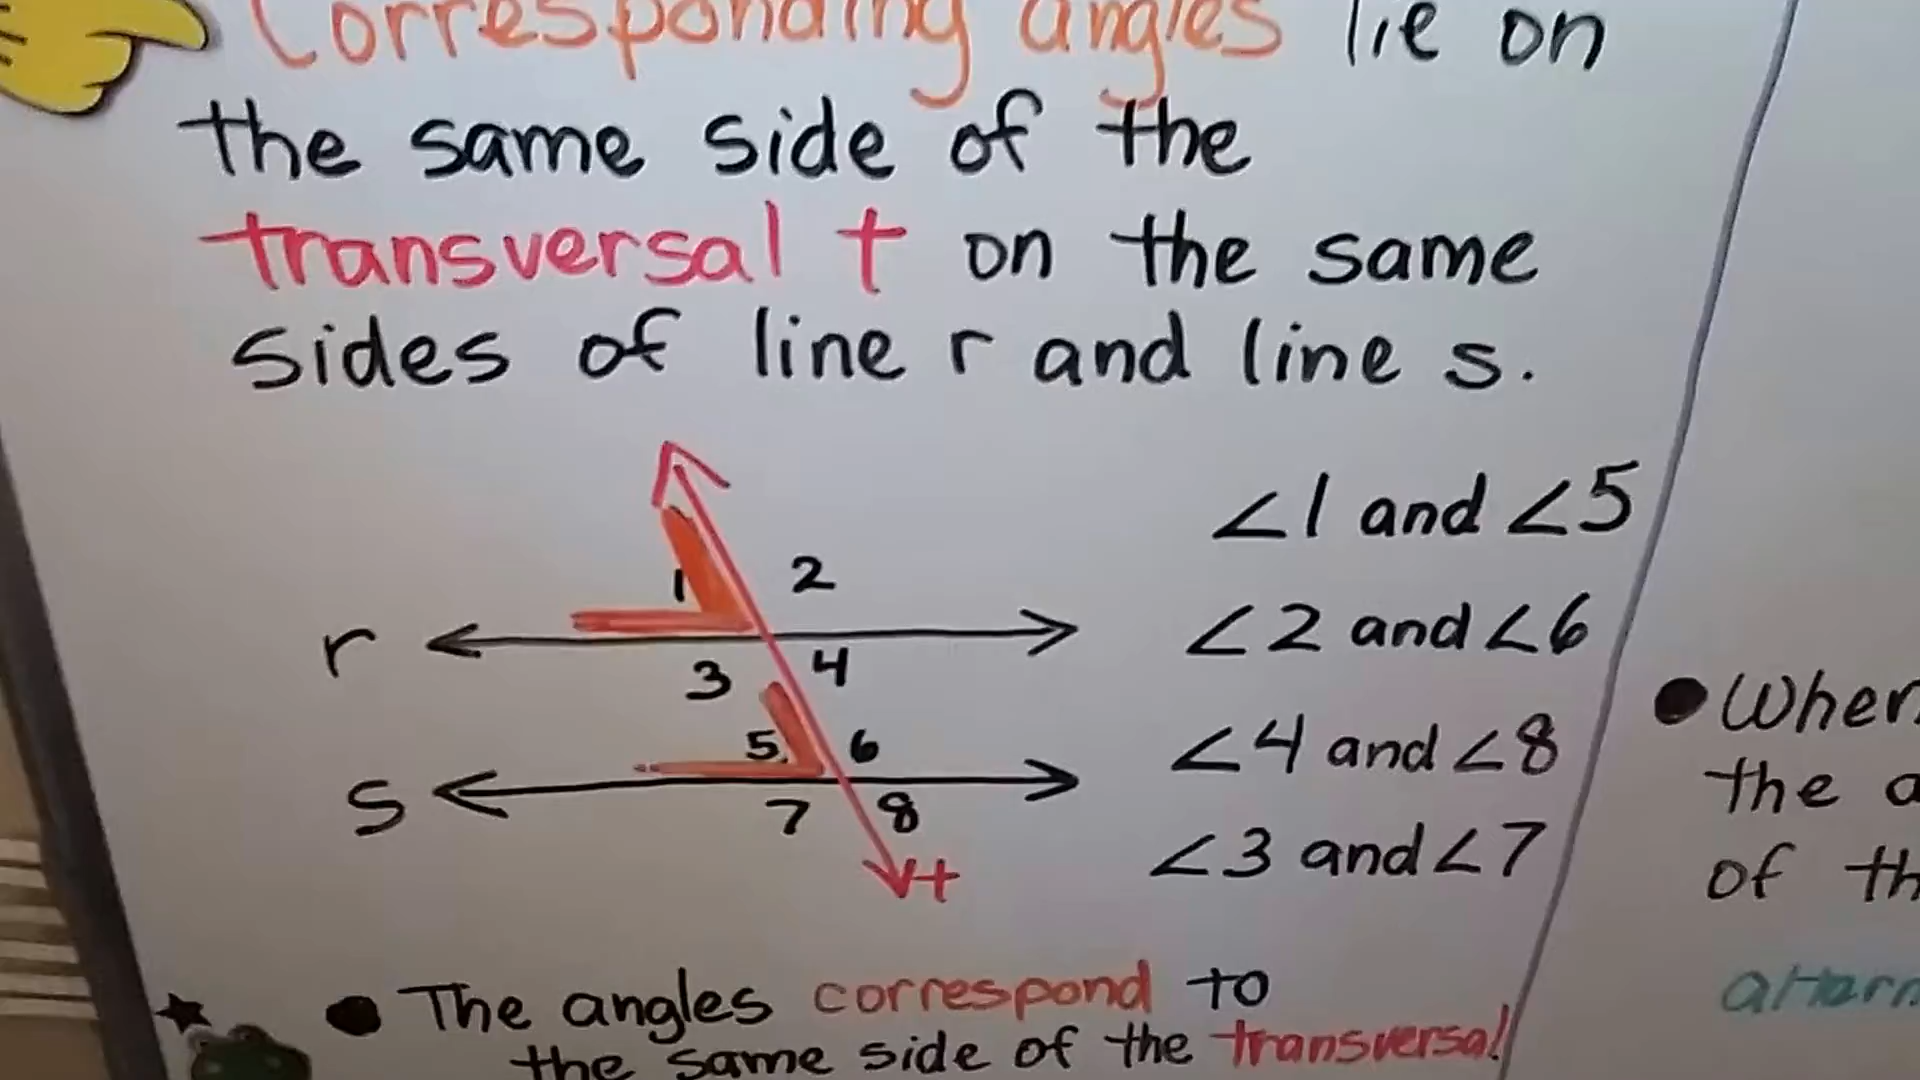 Corresponding angles lie on
the same side of the
transversal t on the same
sides of line r and line s.
∠1 and ∠5
1 2
∠2 and ∠6
r
3 4
∠4 and ∠8
5 6
s
7 8
∠3 and ∠7
t
• The angles correspond to
the same side of the transversal
• When
the
of